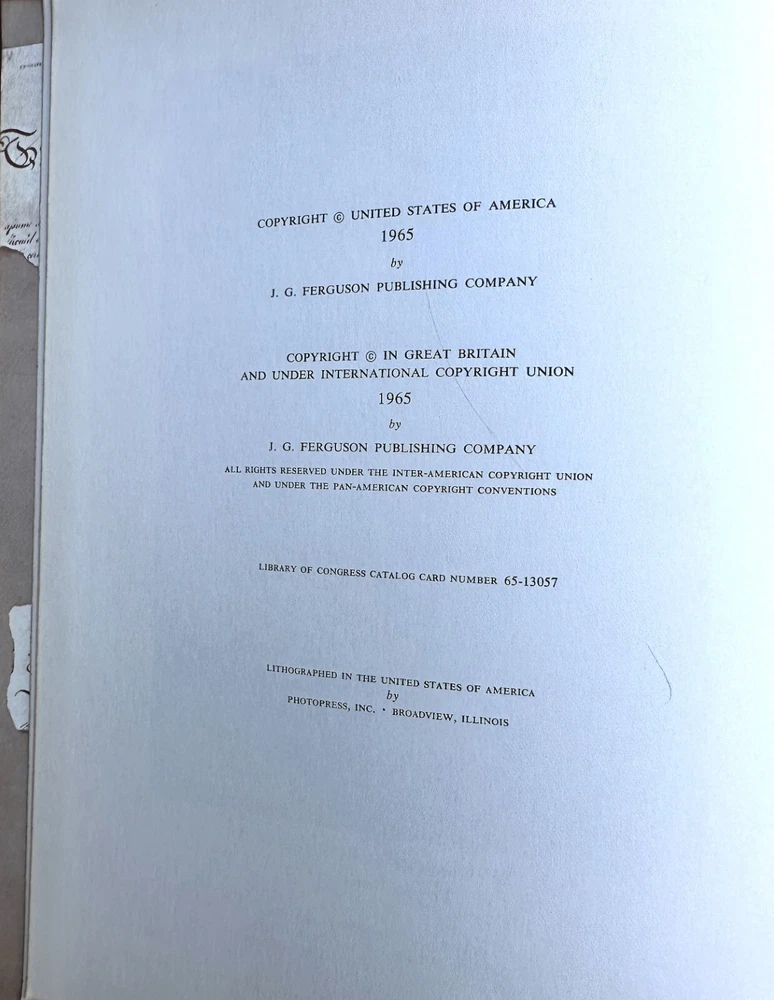 COPYRIGHT © UNITED STATES OF AMERICA
1965
by
J. G. FERGUSON PUBLISHING COMPANY
COPYRIGHT © IN GREAT BRITAIN
AND UNDER INTERNATIONAL COPYRIGHT UNION
1965
by
J. G. FERGUSON PUBLISHING COMPANY
ALL RIGHTS RESERVED UNDER THE INTER-AMERICAN COPYRIGHT UNION
AND UNDER THE PAN-AMERICAN COPYRIGHT CONVENTIONS
LIBRARY OF CONGRESS CATALOG CARD NUMBER 65-13057
LITHOGRAPHED IN THE UNITED STATES OF AMERICA
by
PHOTOPRESS, INC. · BROADVIEW, ILLINOIS